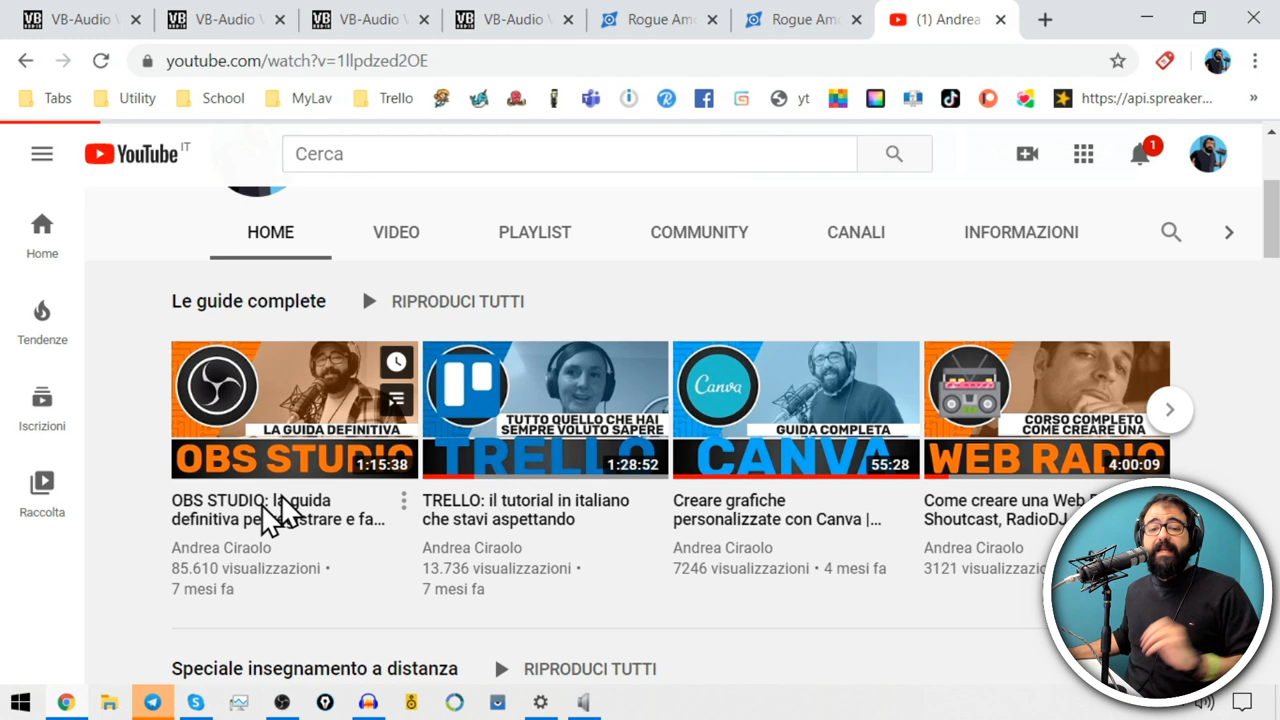 VB-Audio V
VB-Audio V
VB-Audio V
VB-Audio V
Rogue Amo
Rogue Amo
(1) Andrea
youtube.com/watch?v=1llpdzed2OE
Tabs
Utility
School
MyLav
Trello
yt
https://api.spreaker...
YouTube IT
Cerca
1
Home
Tendenze
Iscrizioni
Raccolta
HOME
VIDEO
PLAYLIST
COMMUNITY
CANALI
INFORMAZIONI
Le guide complete
RIPRODUCI TUTTI
LA GUIDA DEFINITIVA
OBS STUDIO
1:15:38
TUTTO QUELLO CHE HAI
SEMPRE VOLUTO SAPERE
TRELLO
1:28:52
Canva
GUIDA COMPLETA
CANVA
55:28
CORSO COMPLETO
COME CREARE UNA
WEB RADIO
4:00:09
OBS STUDIO: la guida
definitiva per registrare e fa...
Andrea Ciraolo
85.610 visualizzazioni •
7 mesi fa
TRELLO: il tutorial in italiano
che stavi aspettando
Andrea Ciraolo
13.736 visualizzazioni •
7 mesi fa
Creare grafiche
personalizzate con Canva |...
Andrea Ciraolo
7246 visualizzazioni • 4 mesi fa
Come creare una Web
Shoutcast, RadioDJ
Andrea Ciraolo
3121 visualizzazio
Speciale insegnamento a distanza
RIPRODUCI TUTTI